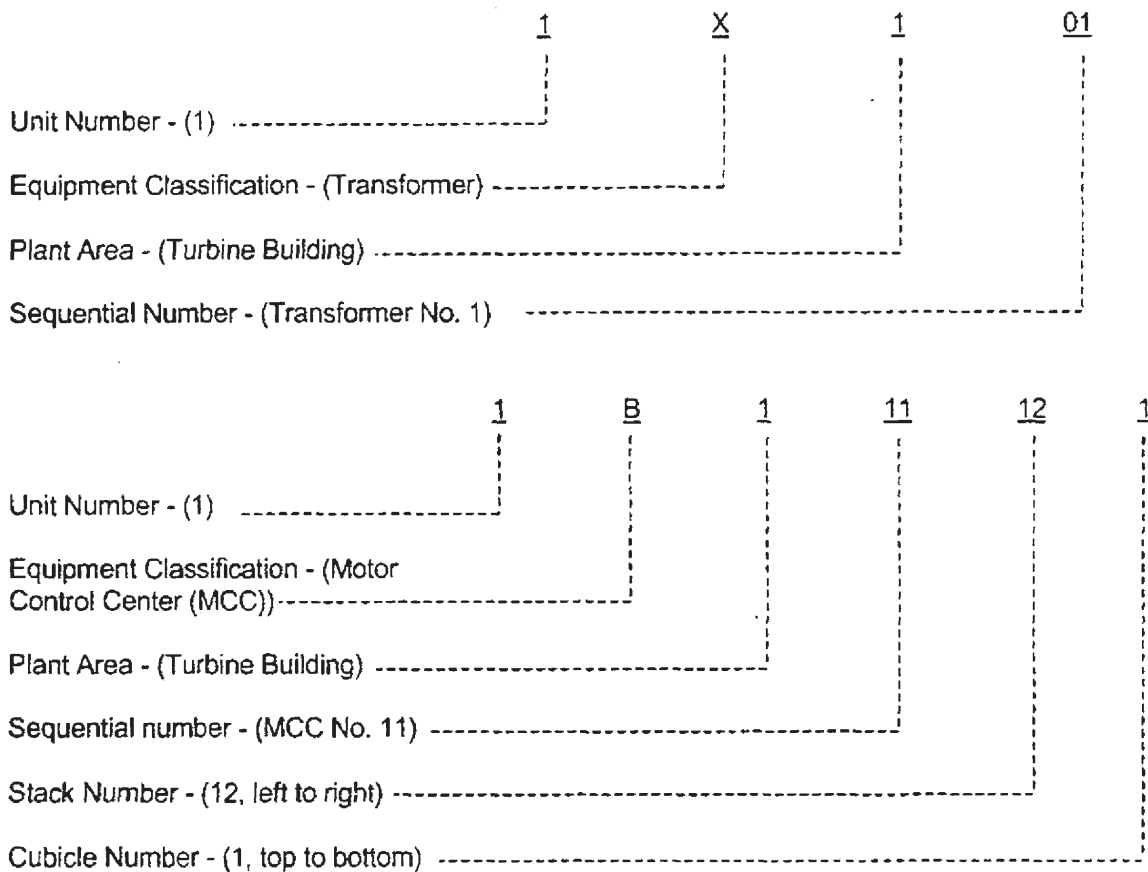 1 X 1 01
Unit Number - (1)
Equipment Classification - (Transformer)
Plant Area - (Turbine Building)
Sequential Number - (Transformer No. 1)
1 B 1 11 12 1
Unit Number - (1)
Equipment Classification - (Motor
Control Center (MCC))
Plant Area - (Turbine Building)
Sequential number - (MCC No. 11)
Stack Number - (12, left to right)
Cubicle Number - (1, top to bottom)